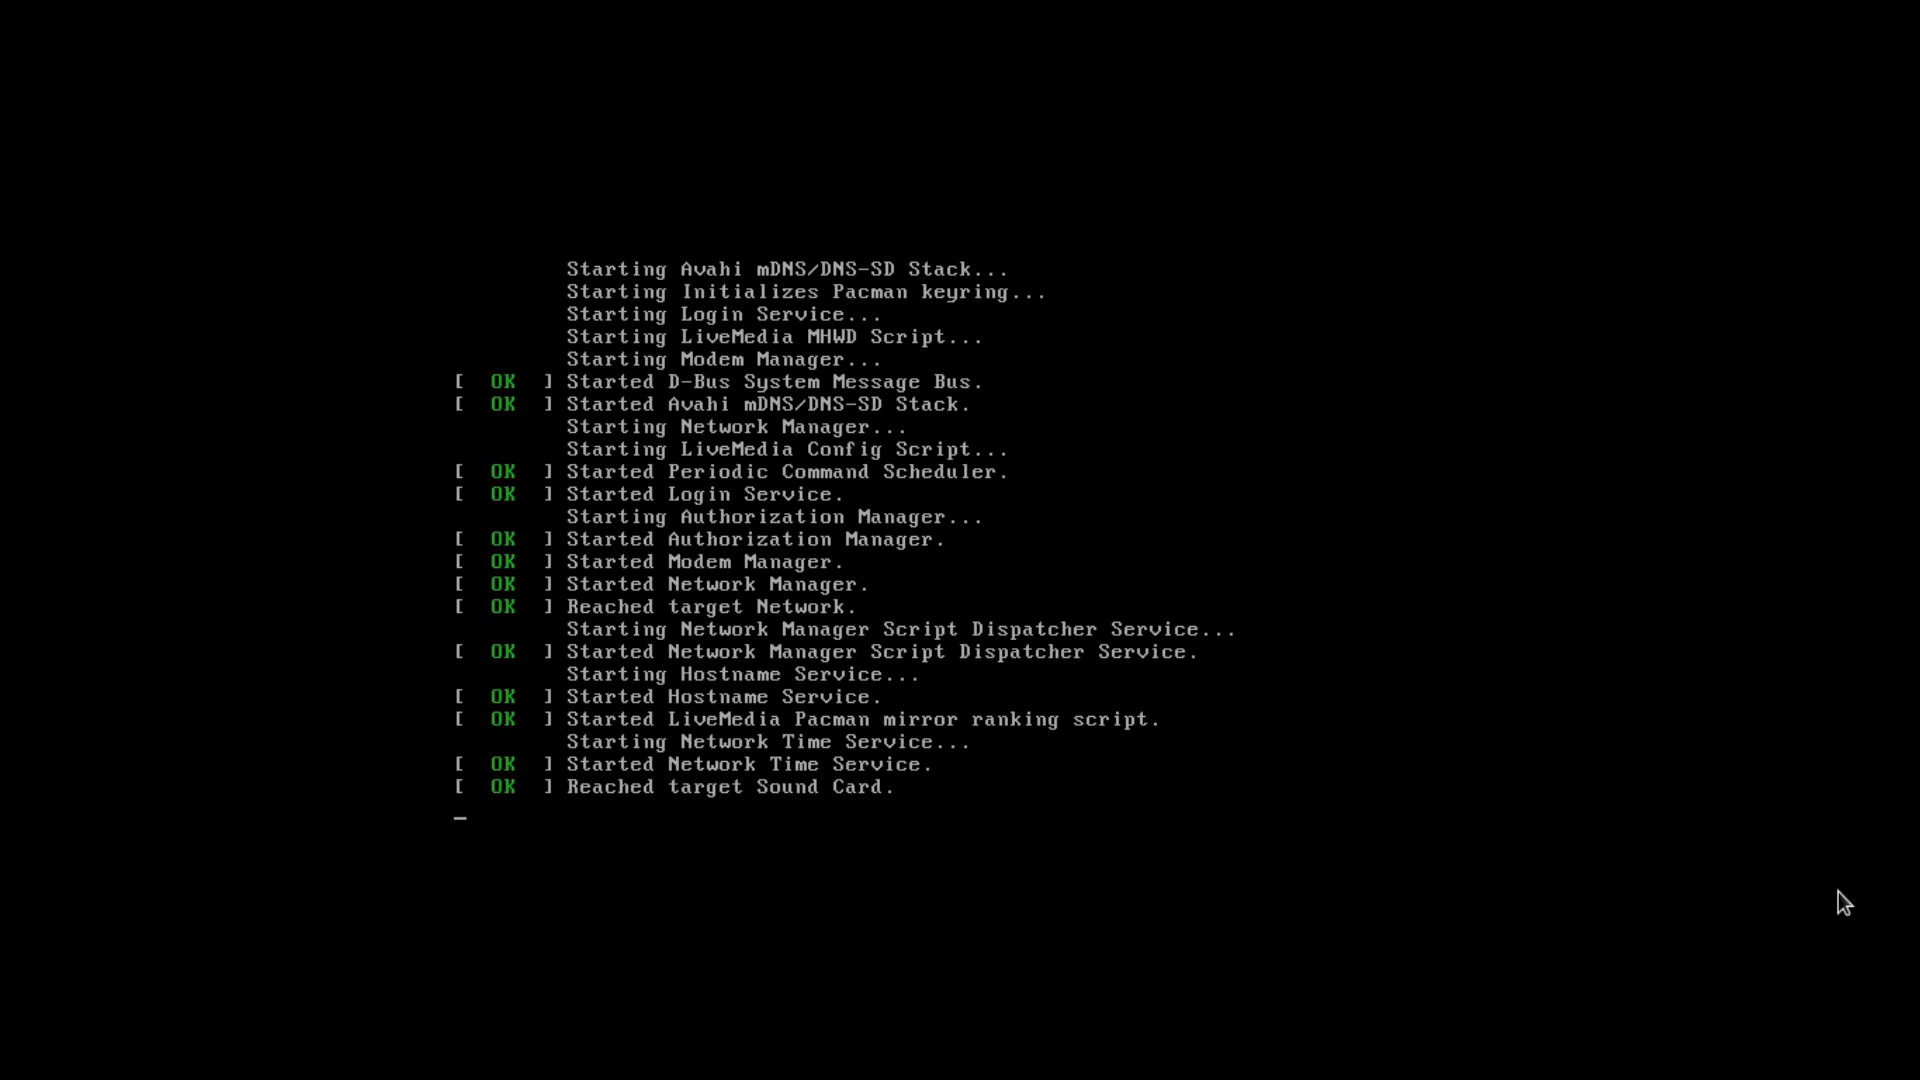 Starting Avahi mDNS/DNS-SD Stack...
Starting Initializes Pacman keyring...
Starting Login Service...
Starting LiveMedia MHWD Script...
Starting Modem Manager...
[  OK  ] Started D-Bus System Message Bus.
[  OK  ] Started Avahi mDNS/DNS-SD Stack.
Starting Network Manager...
Starting LiveMedia Config Script...
[  OK  ] Started Periodic Command Scheduler.
[  OK  ] Started Login Service.
Starting Authorization Manager...
[  OK  ] Started Authorization Manager.
[  OK  ] Started Modem Manager.
[  OK  ] Started Network Manager.
[  OK  ] Reached target Network.
Starting Network Manager Script Dispatcher Service...
[  OK  ] Started Network Manager Script Dispatcher Service.
Starting Hostname Service...
[  OK  ] Started Hostname Service.
[  OK  ] Started LiveMedia Pacman mirror ranking script.
Starting Network Time Service...
[  OK  ] Started Network Time Service.
[  OK  ] Reached target Sound Card.